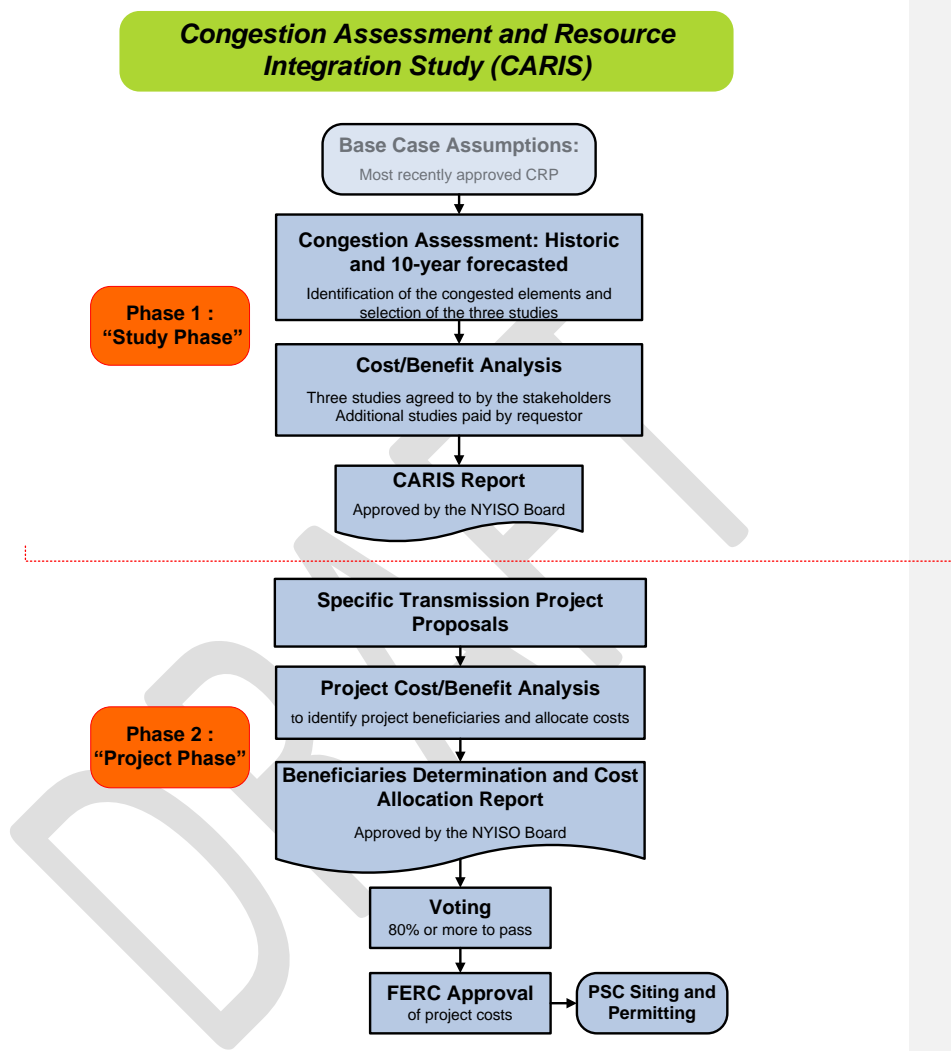 Congestion Assessment and Resource
Integration Study (CARIS)
Base Case Assumptions:
Most recently approved CRP
Congestion Assessment: Historic
and 10-year forecasted
Identification of the congested elements and
selection of the three studies
Phase 1 :
“Study Phase”
Cost/Benefit Analysis
Three studies agreed to by the stakeholders
Additional studies paid by requestor
CARIS Report
Approved by the NYISO Board
Specific Transmission Project
Proposals
Project Cost/Benefit Analysis
to identify project beneficiaries and allocate costs
Phase 2 :
“Project Phase”
Beneficiaries Determination and Cost
Allocation Report
Approved by the NYISO Board
Voting
80% or more to pass
FERC Approval
of project costs
PSC Siting and
Permitting
DRAFT